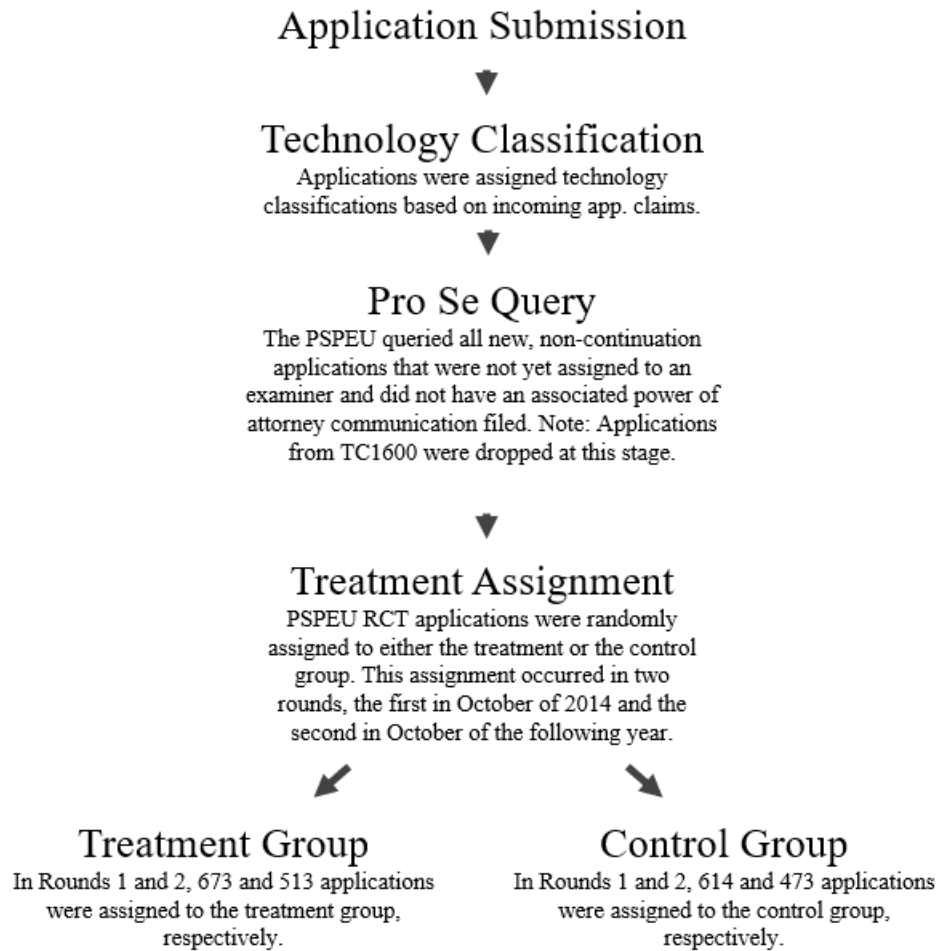 Application Submission
Technology Classification
Applications were assigned technology
classifications based on incoming app. claims.
Pro Se Query
The PSPEU queried all new, non-continuation
applications that were not yet assigned to an
examiner and did not have an associated power of
attorney communication filed. Note: Applications
from TC1600 were dropped at this stage.
Treatment Assignment
PSPEU RCT applications were randomly
assigned to either the treatment or the control
group. This assignment occurred in two
rounds, the first in October of 2014 and the
second in October of the following year.
Treatment Group
In Rounds 1 and 2, 673 and 513 applications
were assigned to the treatment group,
respectively.
Control Group
In Rounds 1 and 2, 614 and 473 applications
were assigned to the control group,
respectively.